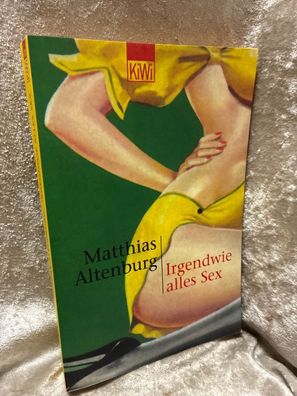 KiWi
Matthias
Altenburg
Irgendwie
alles Sex